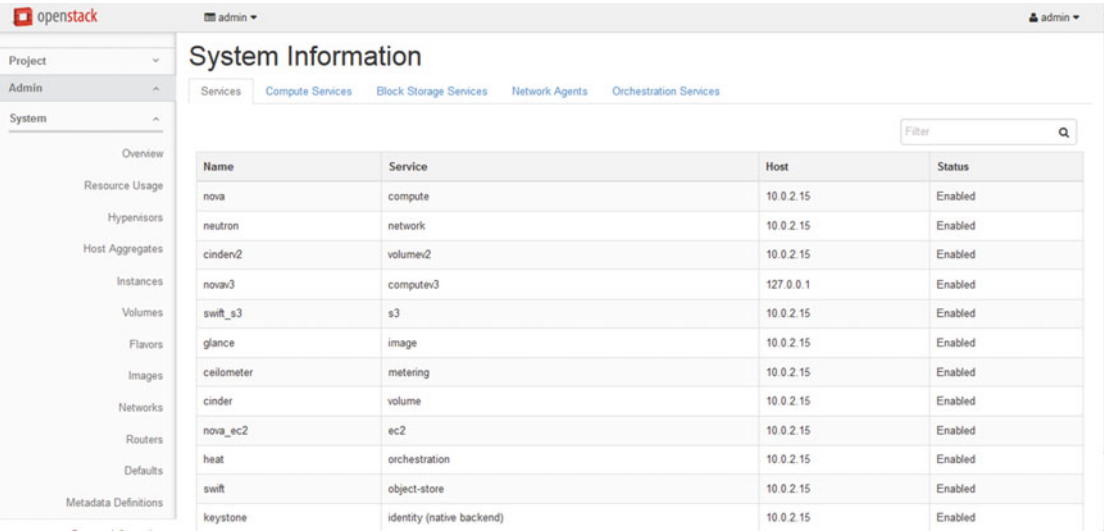 openstack
admin
admin
Project
Admin
System
Overview
Resource Usage
Hypervisors
Host Aggregates
Instances
Volumes
Flavors
Images
Networks
Routers
Defaults
Metadata Definitions
System Information
Services Compute Services Block Storage Services Network Agents Orchestration Services
Filter
Name Service Host Status
nova compute 10.0.2.15 Enabled
neutron network 10.0.2.15 Enabled
cinderv2 volumev2 10.0.2.15 Enabled
novav3 computev3 127.0.0.1 Enabled
swift_s3 s3 10.0.2.15 Enabled
glance image 10.0.2.15 Enabled
ceilometer metering 10.0.2.15 Enabled
cinder volume 10.0.2.15 Enabled
nova_ec2 ec2 10.0.2.15 Enabled
heat orchestration 10.0.2.15 Enabled
swift object-store 10.0.2.15 Enabled
keystone identity (native backend) 10.0.2.15 Enabled